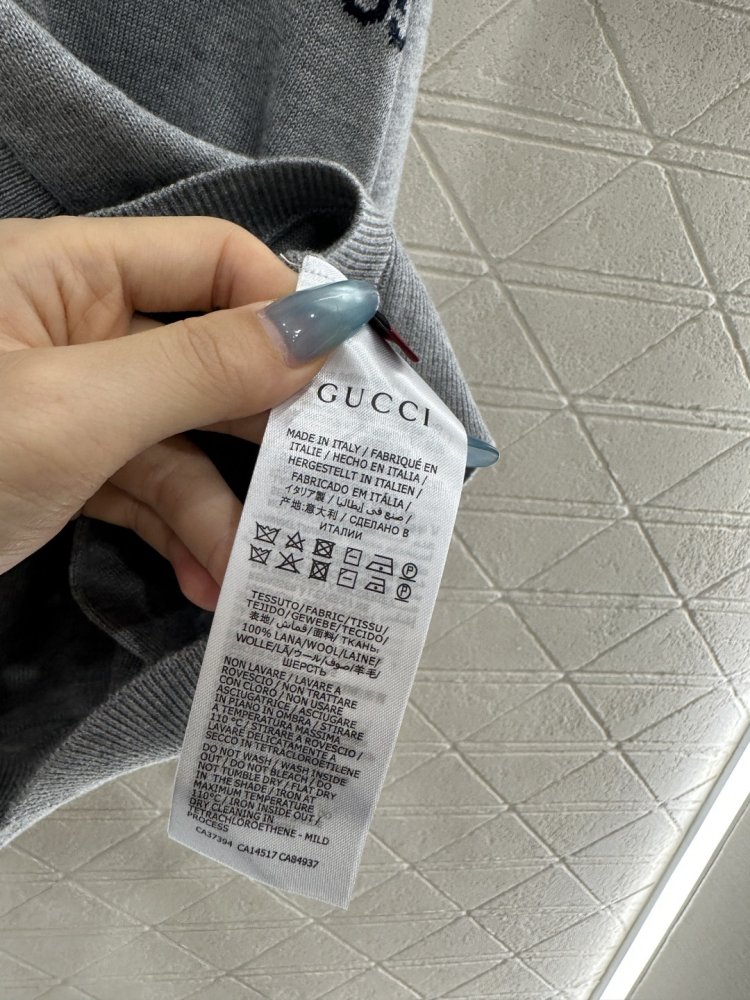 GUCCI
MADE IN ITALY / FABRIQUÉ EN
ITALIE / HECHO EN ITALIA /
HERGESTELLT IN ITALIEN /
FABRICADO EM ITÁLIA /
イタリア製 / صنع في إيطاليا /
产地:意大利 / СДЕЛАНО В
ИТАЛИИ
P
P
TESSUTO/FABRIC/TISSU/
TEJIDO/GEWEBE/TECIDO/
表地/قماش/面料/ ТКАНЬ,
100% LANA/WOOL/LAINE/
WOLLE/LÃ/ウール/صوف/羊毛/
ШЕРСТЬ
NON LAVARE / LAVARE A
ROVESCIO / NON TRATTARE
CON CLORO / NON USARE
ASCIUGATRICE / ASCIUGARE
IN PIANO IN OMBRA / STIRARE
A TEMPERATURA MASSIMA
110 °C / STIRARE A ROVESCIO /
LAVARE DELICATAMENTE A
SECCO IN TETRACLOROETILENE
DO NOT WASH / WASH INSIDE
OUT / DO NOT BLEACH / DO
NOT TUMBLE DRY / FLAT DRY
IN THE SHADE / IRON AT
MAXIMUM TEMPERATURE
110°C / IRON INSIDE OUT /
DRY CLEANING IN
TETRACHLOROETHENE - MILD
PROCESS
CA37394 CA14517 CA84937